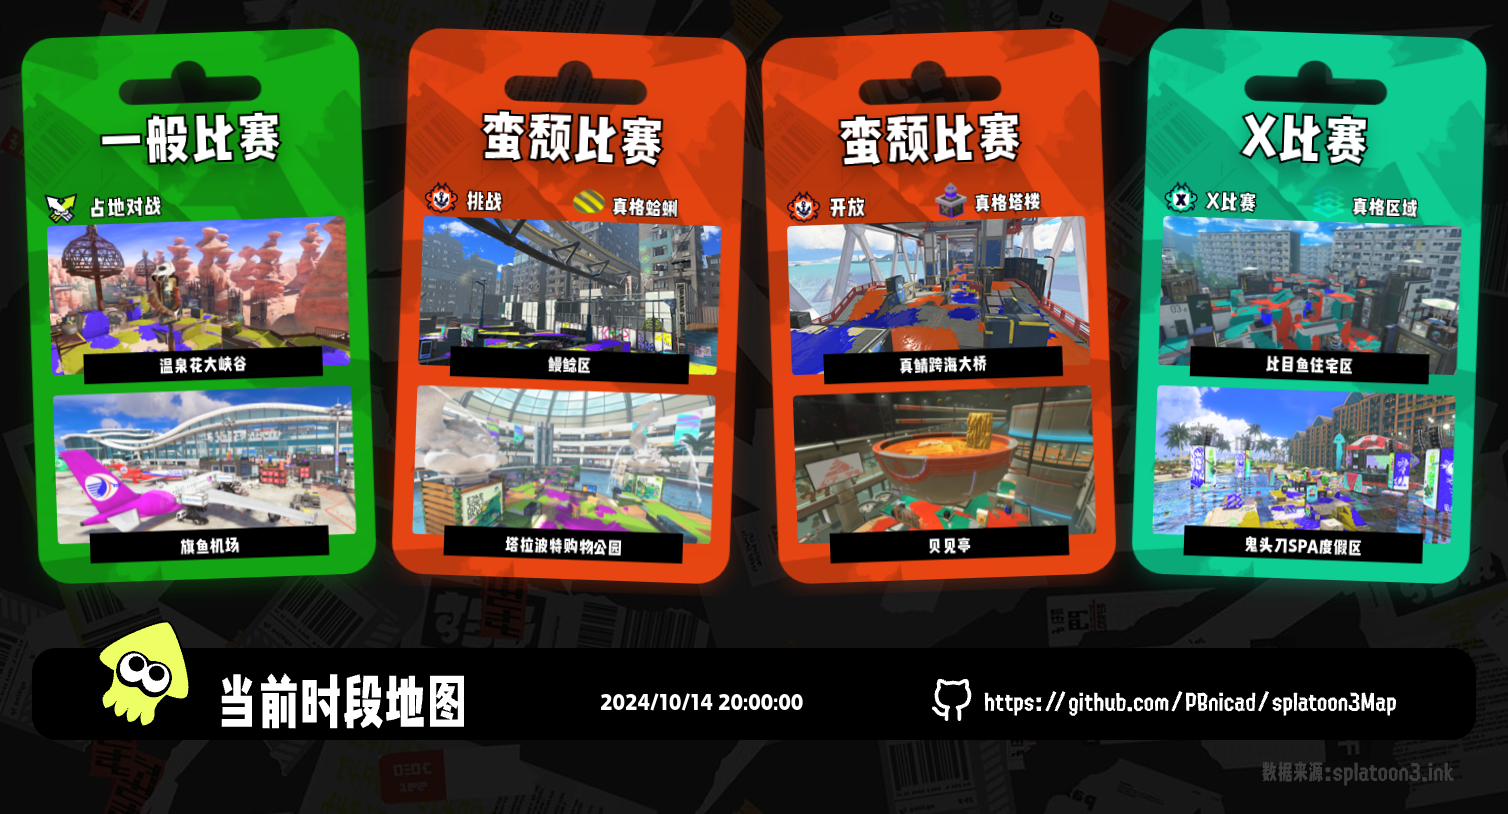 一般比赛
占地对战
温泉花大峡谷
旗鱼机场
蛮颓比赛
挑战
真格蛤蜊
鳗鲶区
塔拉波特购物公园
蛮颓比赛
开放
真格塔楼
真鲷跨海大桥
贝见亭
X比赛
X比赛
真格区域
比目鱼住宅区
鬼头刀SPA度假区
当前时段地图
2024/10/14 20:00:00
https://github.com/PBnicad/splatoon3Map
数据来源:splatoon3.ink